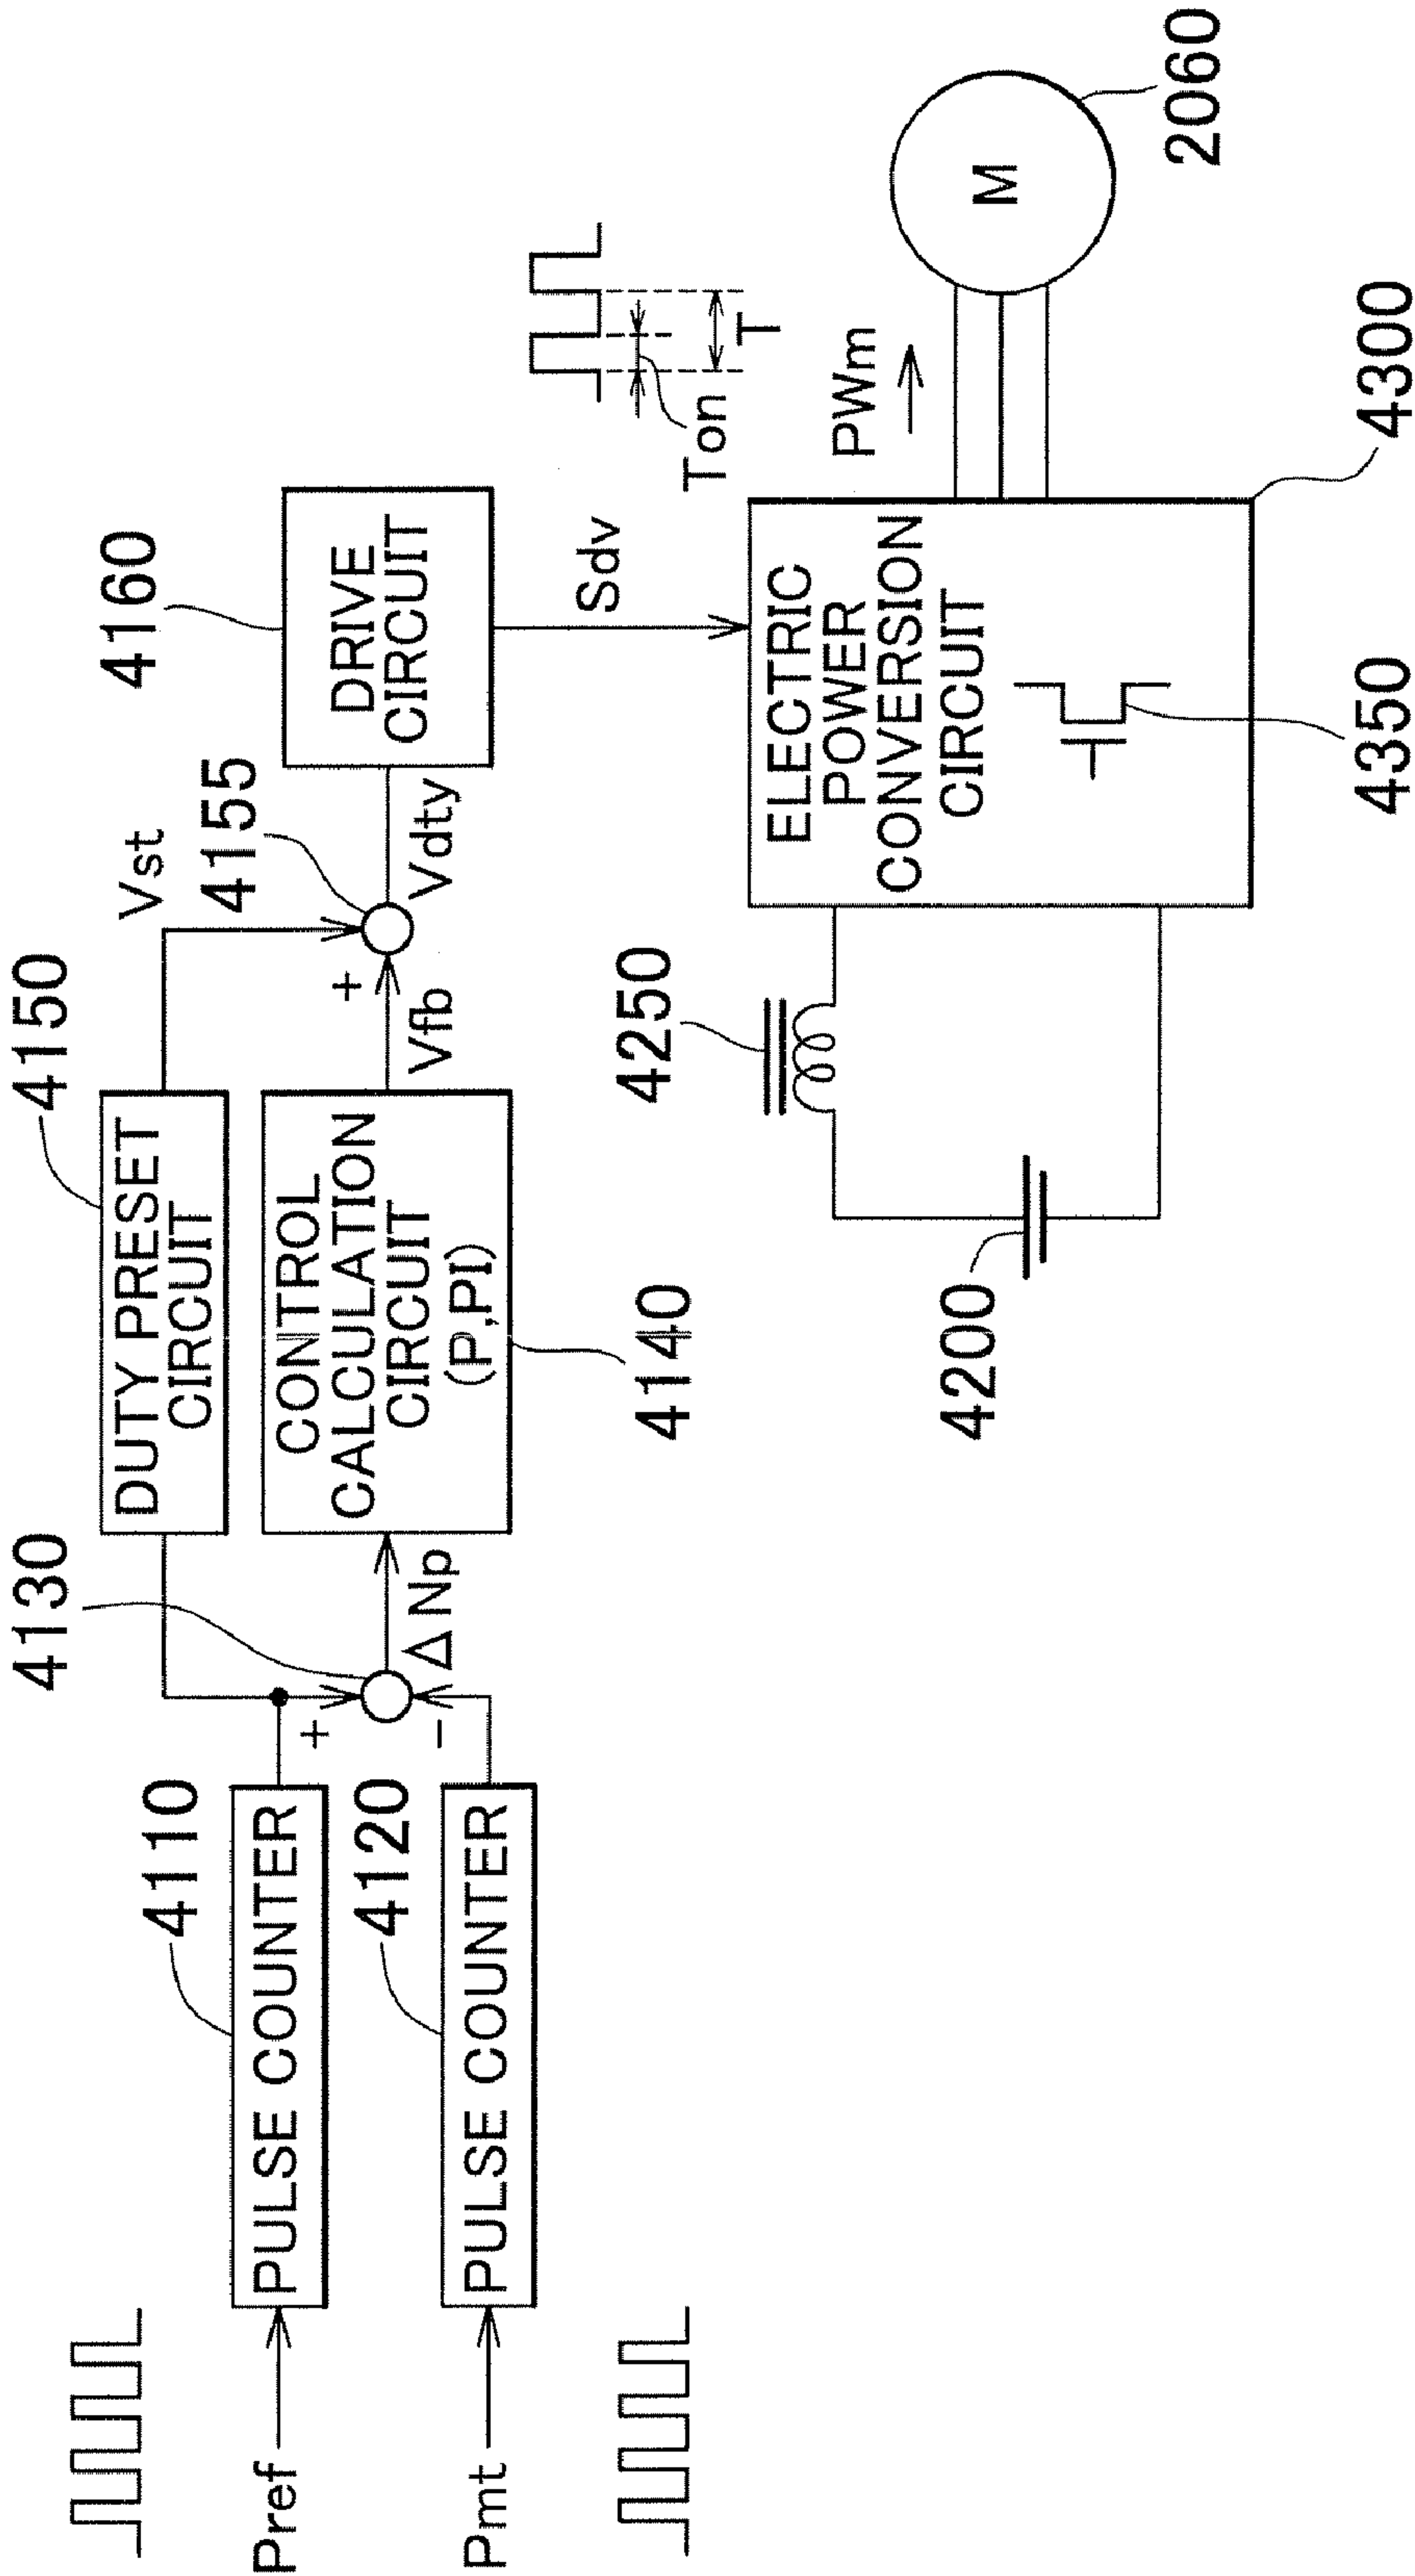 4130
4150
Vst
4155
4160
DUTY PRESET
CIRCUIT
4110
PULSE COUNTER
Pref
+
-
ΔNp
CONTROL
CALCULATION
CIRCUIT
(P,PI)
+
Vfb
Vdty
DRIVE
CIRCUIT
4120
PULSE COUNTER
Pmt
4140
Sdv
Ton
T
4250
4200
ELECTRIC
POWER
CONVERSION
CIRCUIT
PWm
M
2060
4350
4300